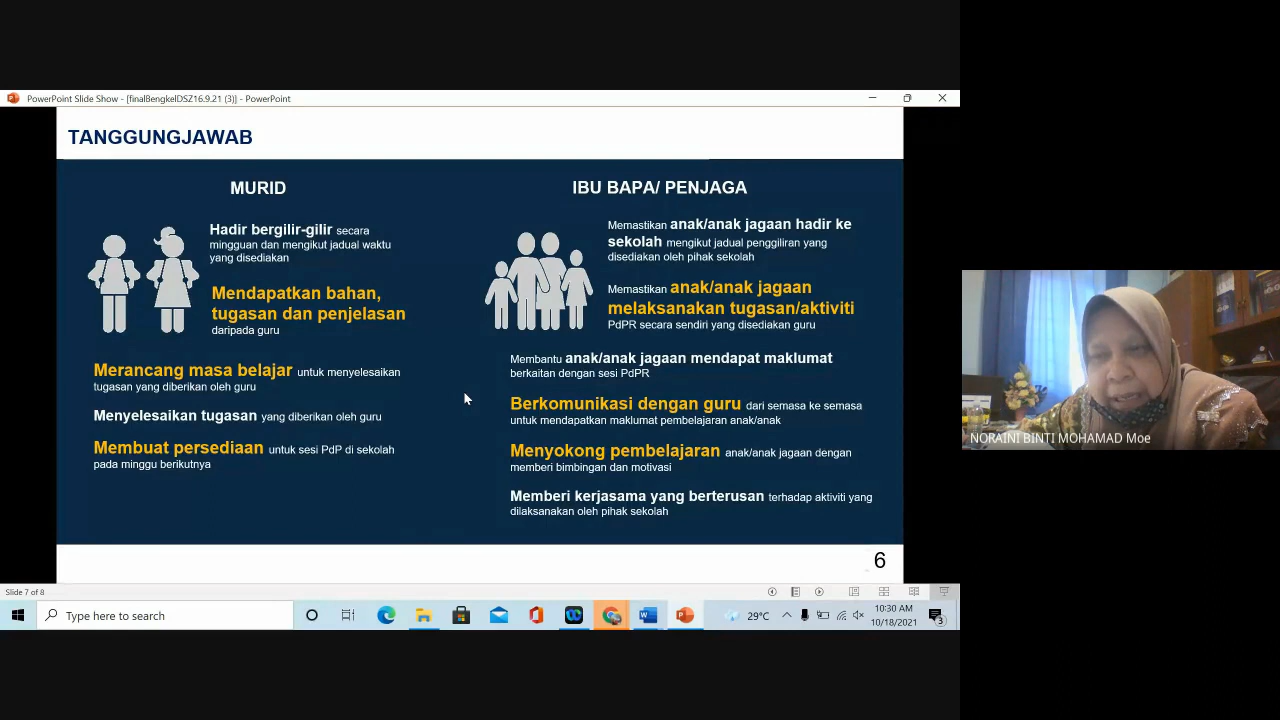 PowerPoint Slide Show - [finalBengkelDSZ16.9.21 (3)] - PowerPoint
TANGGUNGJAWAB
MURID
Hadir bergilir-gilir secara
mingguan dan mengikut jadual waktu
yang disediakan
Mendapatkan bahan,
tugasan dan penjelasan
daripada guru
Merancang masa belajar untuk menyelesaikan
tugasan yang diberikan oleh guru
Menyelesaikan tugasan yang diberikan oleh guru
Membuat persediaan untuk sesi PdP di sekolah
pada minggu berikutnya
IBU BAPA/ PENJAGA
Memastikan anak/anak jagaan hadir ke
sekolah mengikut jadual penggiliran yang
disediakan oleh pihak sekolah
Memastikan anak/anak jagaan
melaksanakan tugasan/aktiviti
PdPR secara sendiri yang disediakan guru
Membantu anak/anak jagaan mendapat maklumat
berkaitan dengan sesi PdPR
Berkomunikasi dengan guru dari semasa ke semasa
untuk mendapatkan maklumat pembelajaran anak/anak
Menyokong pembelajaran anak/anak jagaan dengan
memberi bimbingan dan motivasi
Memberi kerjasama yang berterusan terhadap aktiviti yang
dilaksanakan oleh pihak sekolah
6
NORAINI BINTI MOHAMAD Moe
Slide 7 of 8
Type here to search
29°C
10:30 AM
10/18/2021
3